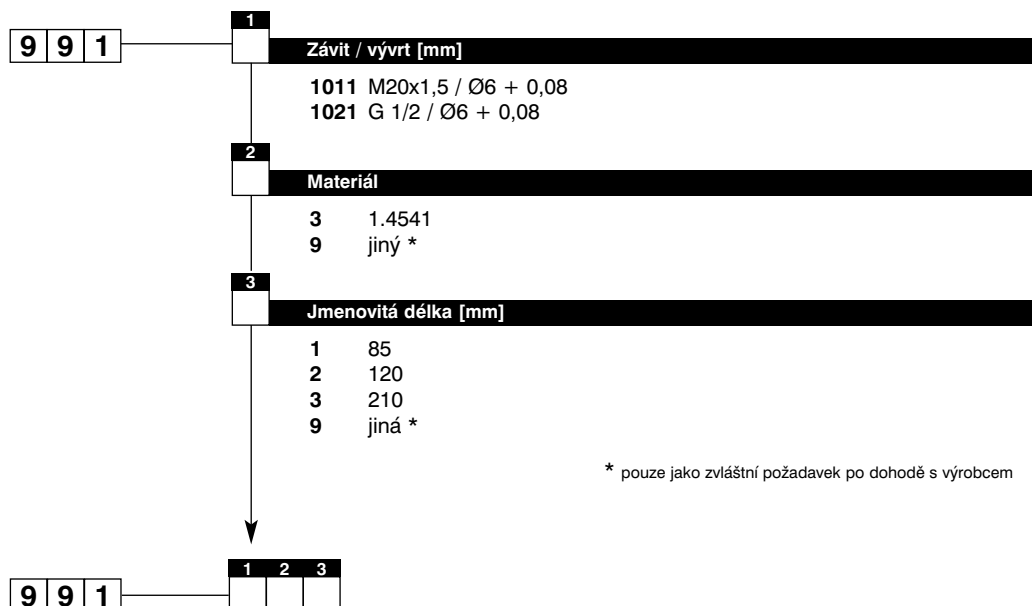 1
9 9 1
Závit / vývrt [mm]
1011 M20x1,5 / Ø6 + 0,08
1021 G 1/2 / Ø6 + 0,08
2
Materiál
3 1.4541
9 jiný *
3
Jmenovitá délka [mm]
1 85
2 120
3 210
9 jiná *
* pouze jako zvláštní požadavek po dohodě s výrobcem
1 2 3
9 9 1